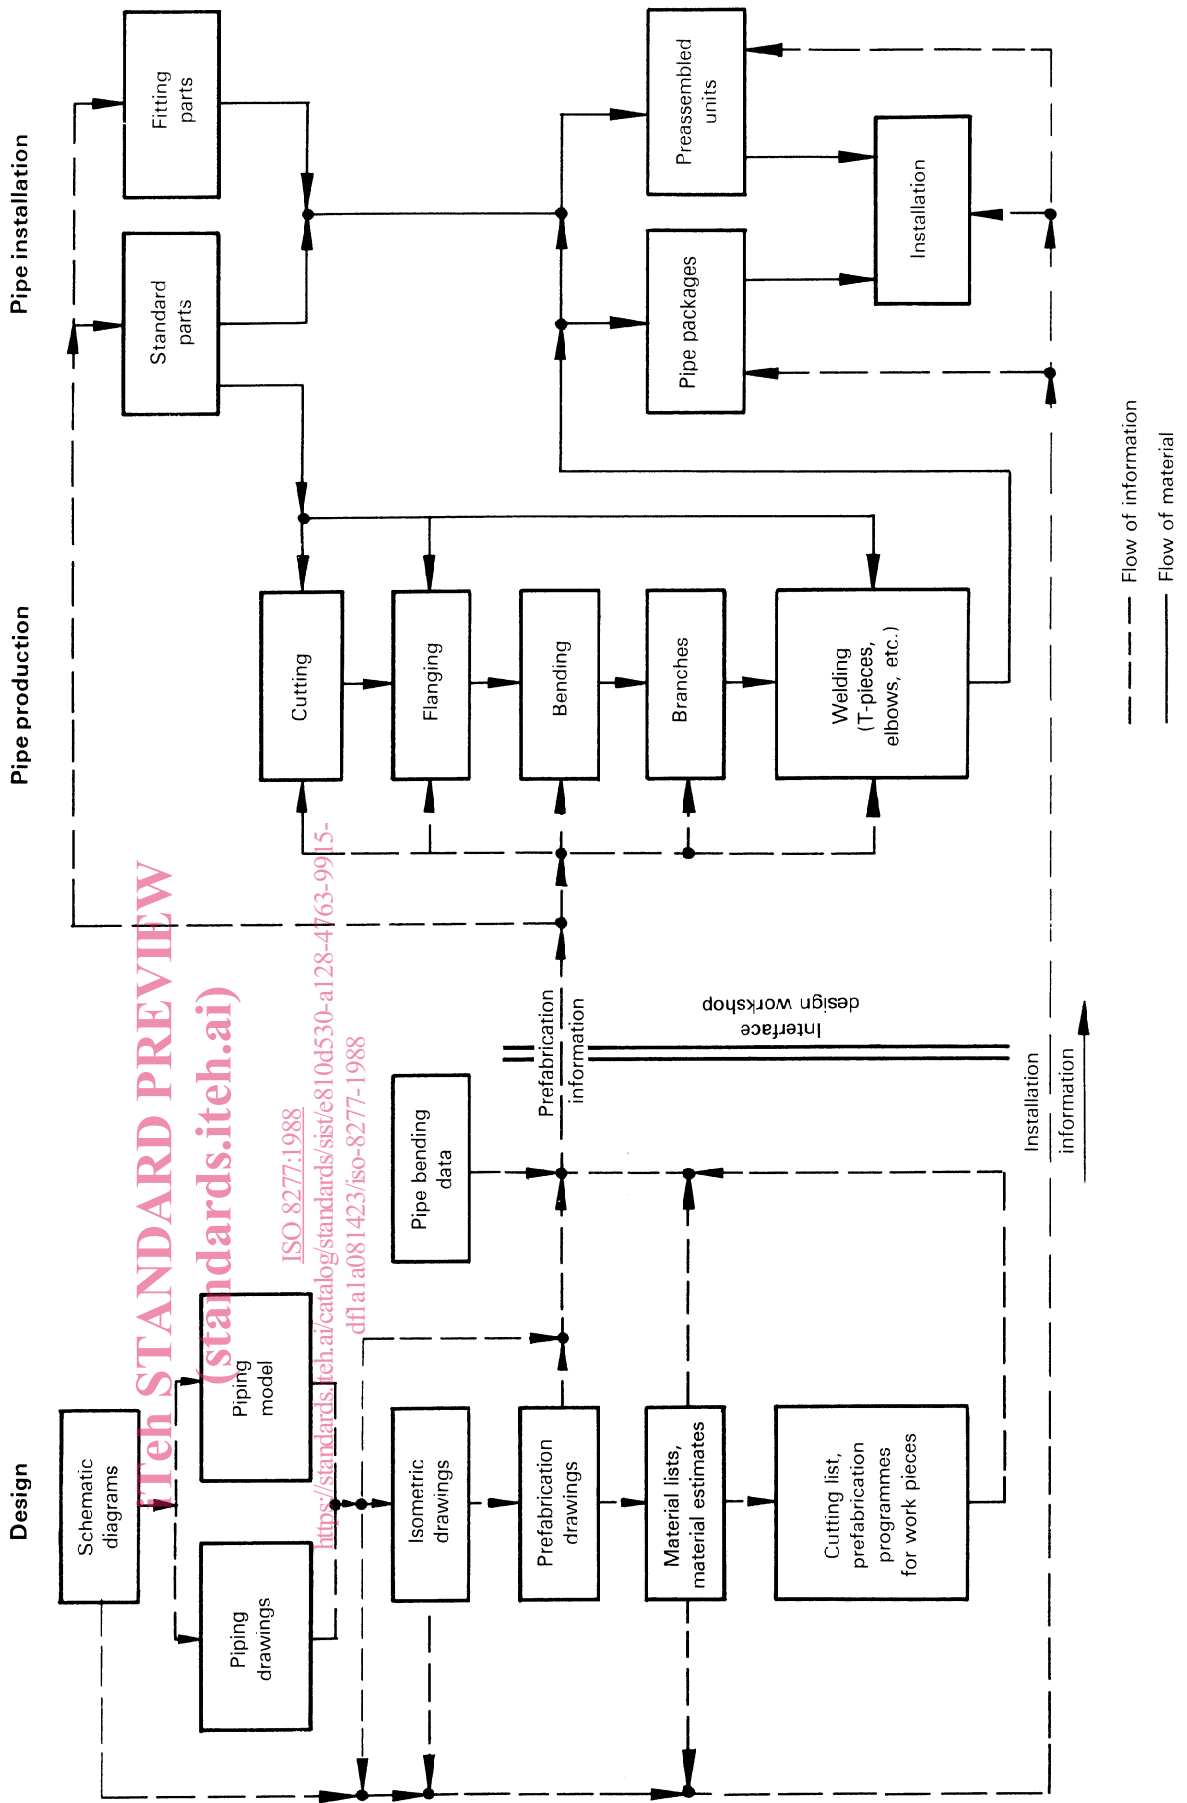 Design
Pipe production
Pipe installation
Schematic
diagrams
Piping
drawings
Piping
model
Isometric
drawings
Prefabrication
drawings
Material lists,
material estimates
Cutting list,
prefabrication
programmes
for work pieces
Pipe bending
data
Prefabrication
information
Interface
design workshop
Installation
information
Cutting
Flanging
Bending
Branches
Welding
(T-pieces,
elbows, etc.)
Standard
parts
Fitting
parts
Pipe packages
Preassembled
units
Installation
Flow of information
Flow of material
iTeh STANDARD PREVIEW
(standards.iteh.ai)
ISO 8277:1988
https://standards.iteh.ai/catalog/standards/sist/e810d530-a128-4763-9915-
df1a1a081423/iso-8277-1988